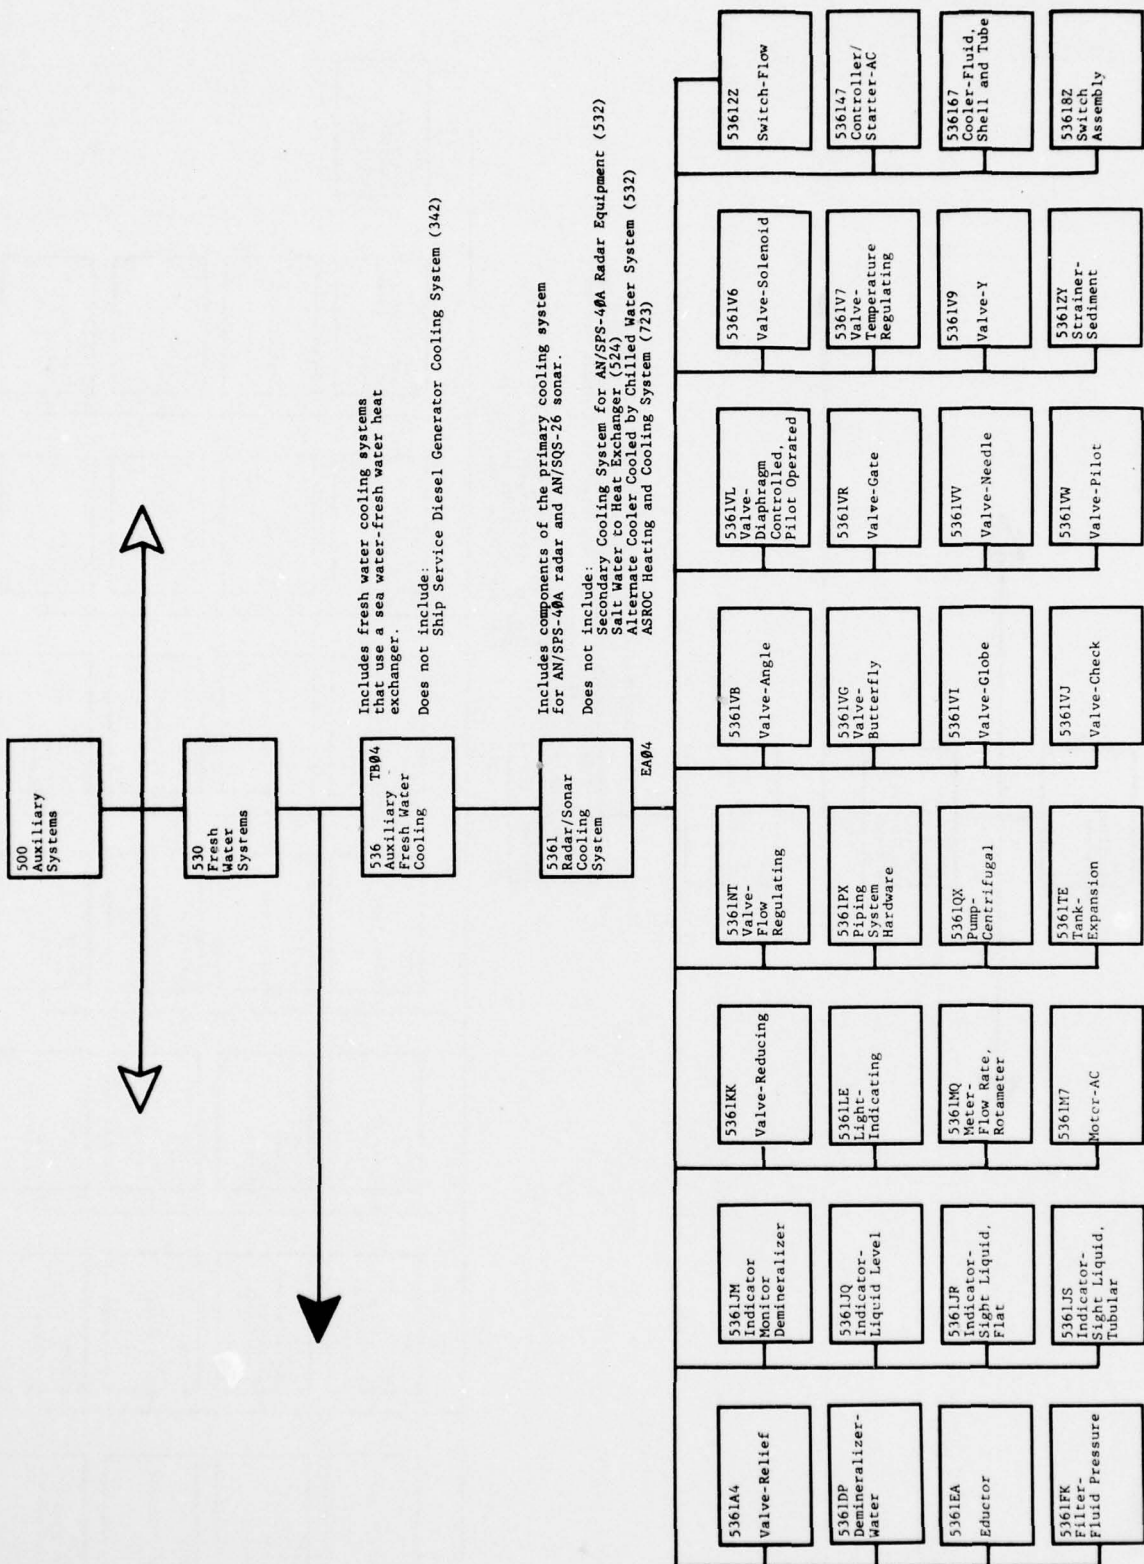 500
Auxiliary
Systems
530
Fresh
Water
Systems
536 TBØ4
Auxiliary
Fresh Water
Cooling
Includes fresh water cooling systems
that use a sea water-fresh water heat
exchanger.
Does not include:
Ship Service Diesel Generator Cooling System (342)
5361
Radar/Sonar
Cooling
System
EAØ4
Includes components of the primary cooling system
for AN/SPS-4ØA radar and AN/SQS-26 sonar.
Does not include:
Secondary Cooling System for AN/SPS-4ØA Radar Equipment (532)
Salt Water to Heat Exchanger (524)
Alternate Cooler Cooled by Chilled Water System (532)
ASROC Heating and Cooling System (723)
5361A4
Valve-Relief
5361DP
Demineralizer-
Water
5361EA
Eductor
5361FK
Filter-
Fluid Pressure
5361JM
Indicator
Monitor
Demineralizer
5361JQ
Indicator-
Liquid Level
5361JR
Indicator-
Sight Liquid,
Flat
5361JS
Indicator-
Sight Liquid,
Tubular
5361KK
Valve-Reducing
5361LE
Light-
Indicating
5361MQ
Meter-
Flow Rate,
Rotameter
5361M7
Motor-AC
5361NT
Valve-
Flow
Regulating
5361PX
Piping
System
Hardware
5361QX
Pump-
Centrifugal
5361TE
Tank-
Expansion
5361VB
Valve-Angle
5361VG
Valve-
Butterfly
5361VI
Valve-Globe
5361VJ
Valve-Check
5361VL
Valve-
Diaphragm
Controlled,
Pilot Operated
5361VR
Valve-Gate
5361VV
Valve-Needle
5361VW
Valve-Pilot
5361V6
Valve-Solenoid
5361V7
Valve-
Temperature
Regulating
5361V9
Valve-Y
5361ZY
Strainer-
Sediment
53612Z
Switch-Flow
536147
Controller/
Starter-AC
536167
Cooler-Fluid,
Shell and Tube
53618Z
Switch
Assembly